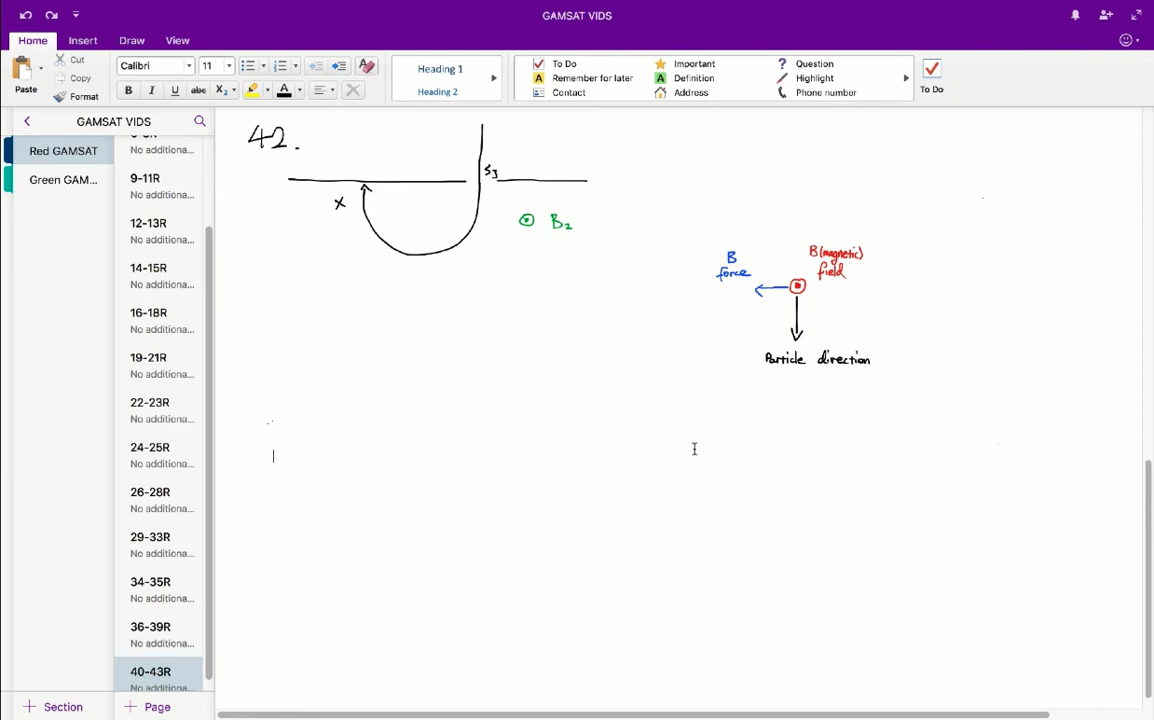 GAMSAT VIDS
Home Insert Draw View
Paste
Cut
Copy
Format
Calibri 11
B I U abc X2 A
Heading 1
Heading 2
To Do
Remember for later
Contact
Important
Definition
Address
Question
Highlight
Phone number
To Do
GAMSAT VIDS
Red GAMSAT
Green GAM...
No additiona...
9-11R
No additiona...
12-13R
No additiona...
14-15R
No additiona...
16-18R
No additiona...
19-21R
No additiona...
22-23R
No additiona...
24-25R
No additiona...
26-28R
No additiona...
29-33R
No additiona...
34-35R
No additiona...
36-39R
No additiona...
40-43R
No additiona...
Section
Page
42.
S3
X
B2
B
force
B(magnetic)
field
Particle direction